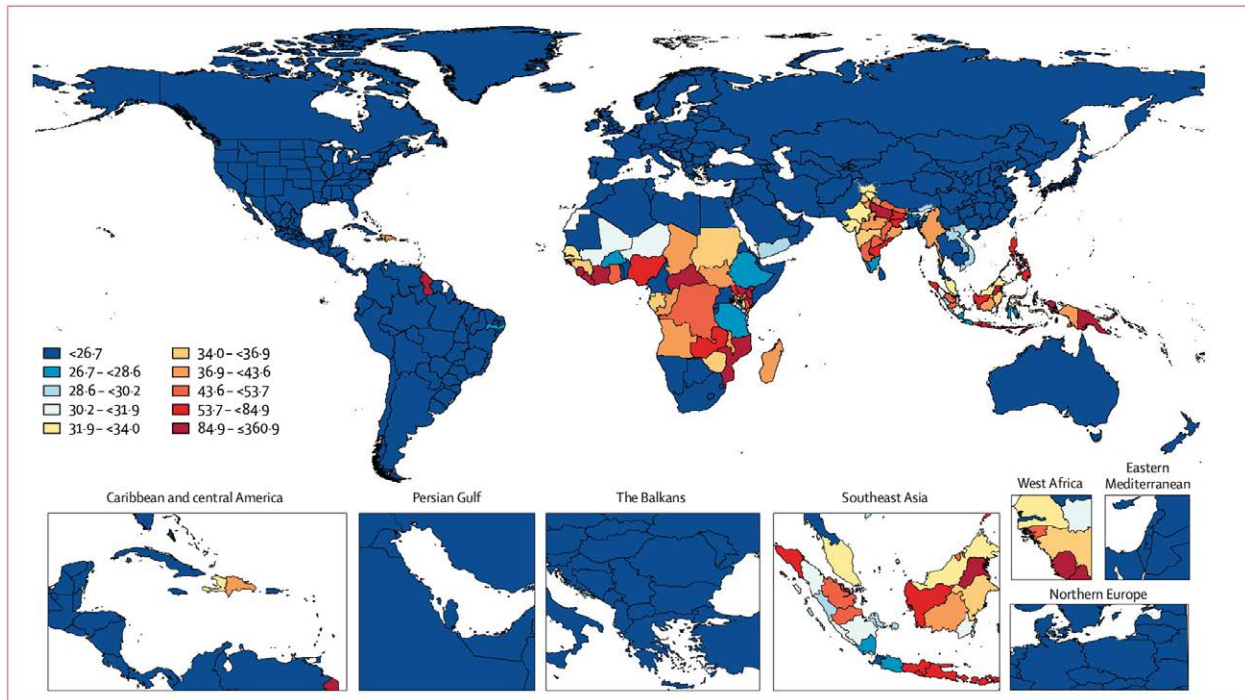 <26·7
26·7 – <28·6
28·6 – <30·2
30·2 – <31·9
31·9 – <34·0
34·0 – <36·9
36·9 – <43·6
43·6 – <53·7
53·7 – <84·9
84·9 – ≤360·9
Caribbean and central America
Persian Gulf
The Balkans
Southeast Asia
West Africa
Eastern
Mediterranean
Northern Europe